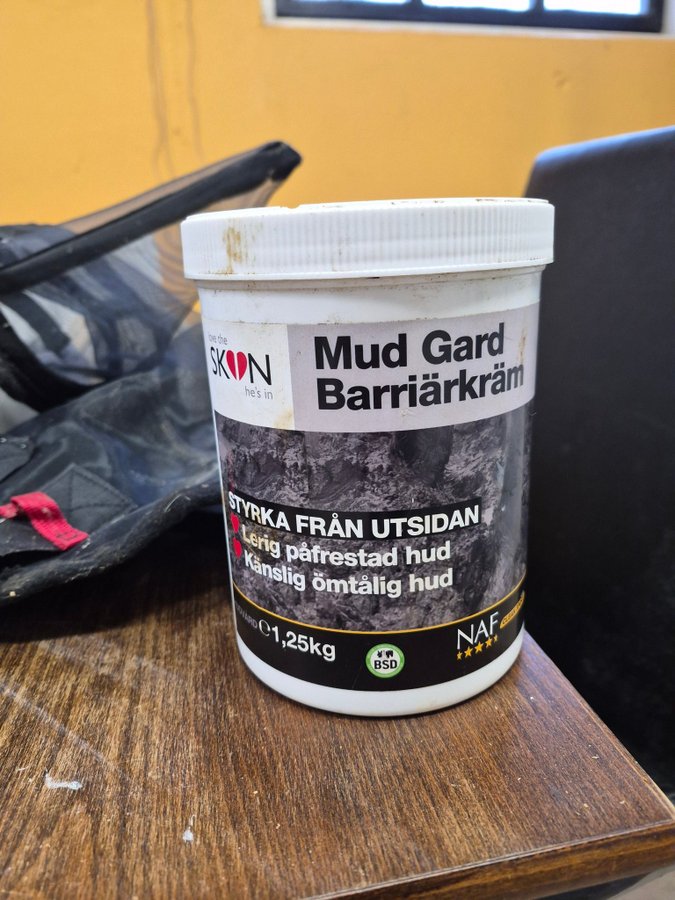 love the
SKIN
he's in
Mud Gard
Barriärkräm
STYRKA FRÅN UTSIDAN
Lerig påfrestad hud
Känslig ömtålig hud
1,25kg
BSD
NAF